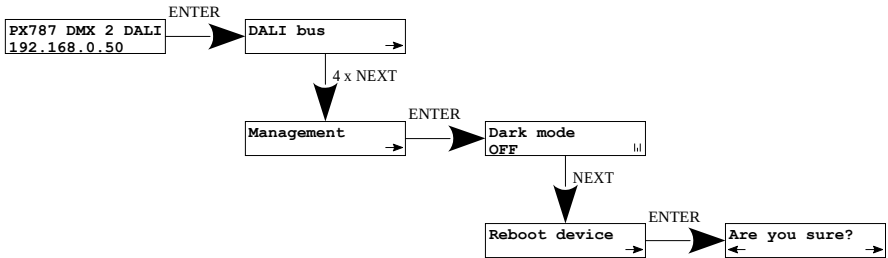 ENTER
PX787 DMX 2 DALI
192.168.0.50
DALI bus
4 x NEXT
ENTER
Management
Dark mode
OFF
NEXT
ENTER
Reboot device
Are you sure?